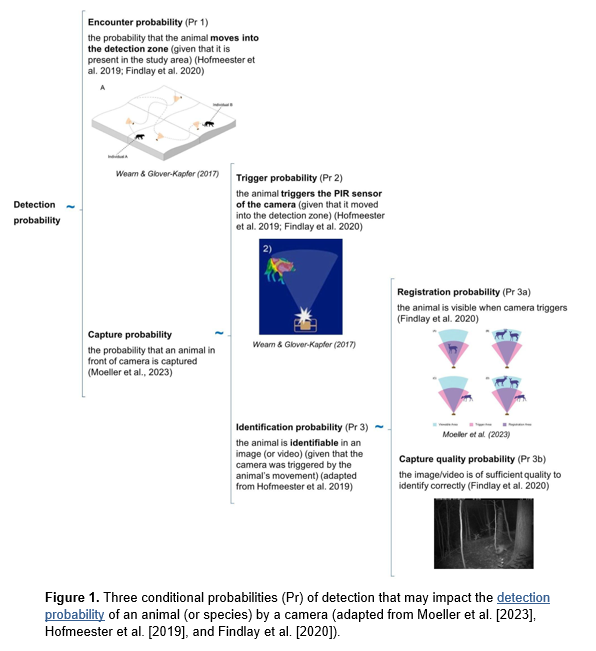 Encounter probability (Pr 1)
the probability that the animal moves into
the detection zone (given that it is
present in the study area) (Hofmeester et
al. 2019; Findlay et al. 2020)
A
Individual B
Individual A
Wearn & Glover-Kapfer (2017)
Detection
probability
~
Trigger probability (Pr 2)
the animal triggers the PIR sensor
of the camera (given that it moved
into the detection zone) (Hofmeester
et al. 2019; Findlay et al. 2020)
2)
Wearn & Glover-Kapfer (2017)
Capture probability
~
the probability that an animal in
front of camera is captured
(Moeller et al., 2023)
Registration probability (Pr 3a)
the animal is visible when camera triggers
(Findlay et al. 2020)
Viewable Area
Trigger Area
Registration Area
Moeller et al. (2023)
Identification probability (Pr 3)
~
the animal is identifiable in an
image (or video) (given that the
camera was triggered by the
animal's movement) (adapted
from Hofmeester et al. 2019)
Capture quality probability (Pr 3b)
the image/video is of sufficient quality to
identify correctly (Findlay et al. 2020)
Figure 1. Three conditional probabilities (Pr) of detection that may impact the detection
probability of an animal (or species) by a camera (adapted from Moeller et al. [2023],
Hofmeester et al. [2019], and Findlay et al. [2020]).